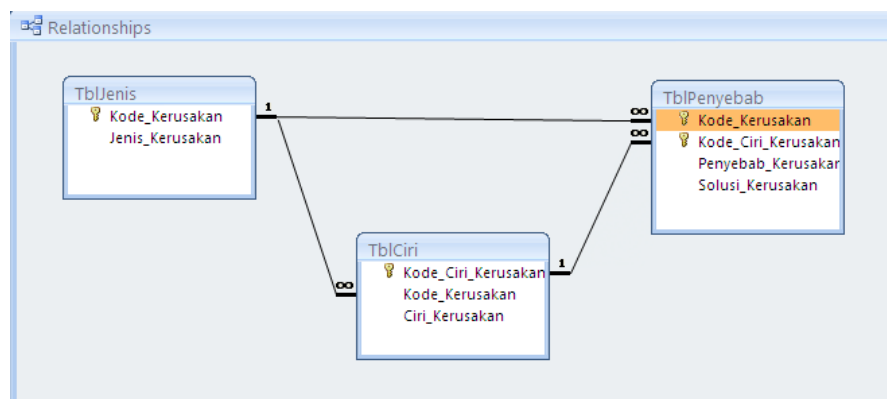 Relationships
TblJenis
Kode_Kerusakan
Jenis_Kerusakan
1
∞
∞
TblPenyebab
Kode_Kerusakan
Kode_Ciri_Kerusakan
Penyebab_Kerusakan
Solusi_Kerusakan
TblCiri
Kode_Ciri_Kerusakan
Kode_Kerusakan
Ciri_Kerusakan
∞
1